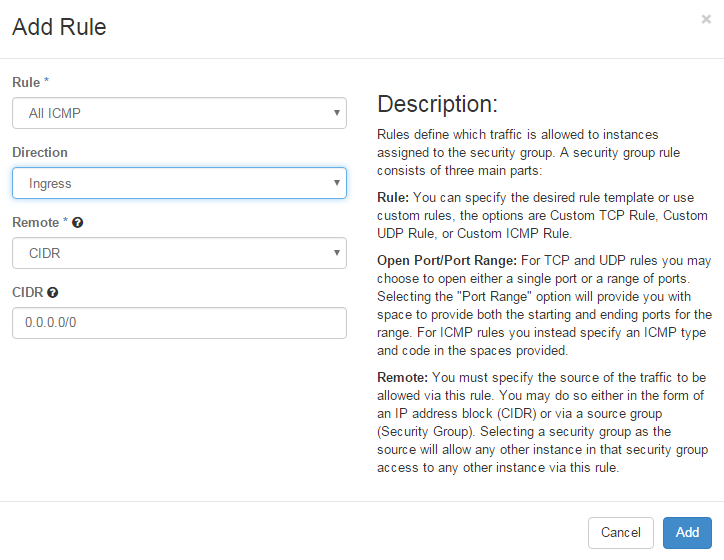 Add Rule
×
Rule *
All ICMP
Direction
Ingress
Remote *
CIDR
CIDR
0.0.0.0/0
Description:
Rules define which traffic is allowed to instances
assigned to the security group. A security group rule
consists of three main parts:
Rule: You can specify the desired rule template or use
custom rules, the options are Custom TCP Rule, Custom
UDP Rule, or Custom ICMP Rule.
Open Port/Port Range: For TCP and UDP rules you may
choose to open either a single port or a range of ports.
Selecting the "Port Range" option will provide you with
space to provide both the starting and ending ports for the
range. For ICMP rules you instead specify an ICMP type
and code in the spaces provided.
Remote: You must specify the source of the traffic to be
allowed via this rule. You may do so either in the form of
an IP address block (CIDR) or via a source group
(Security Group). Selecting a security group as the
source will allow any other instance in that security group
access to any other instance via this rule.
Cancel
Add